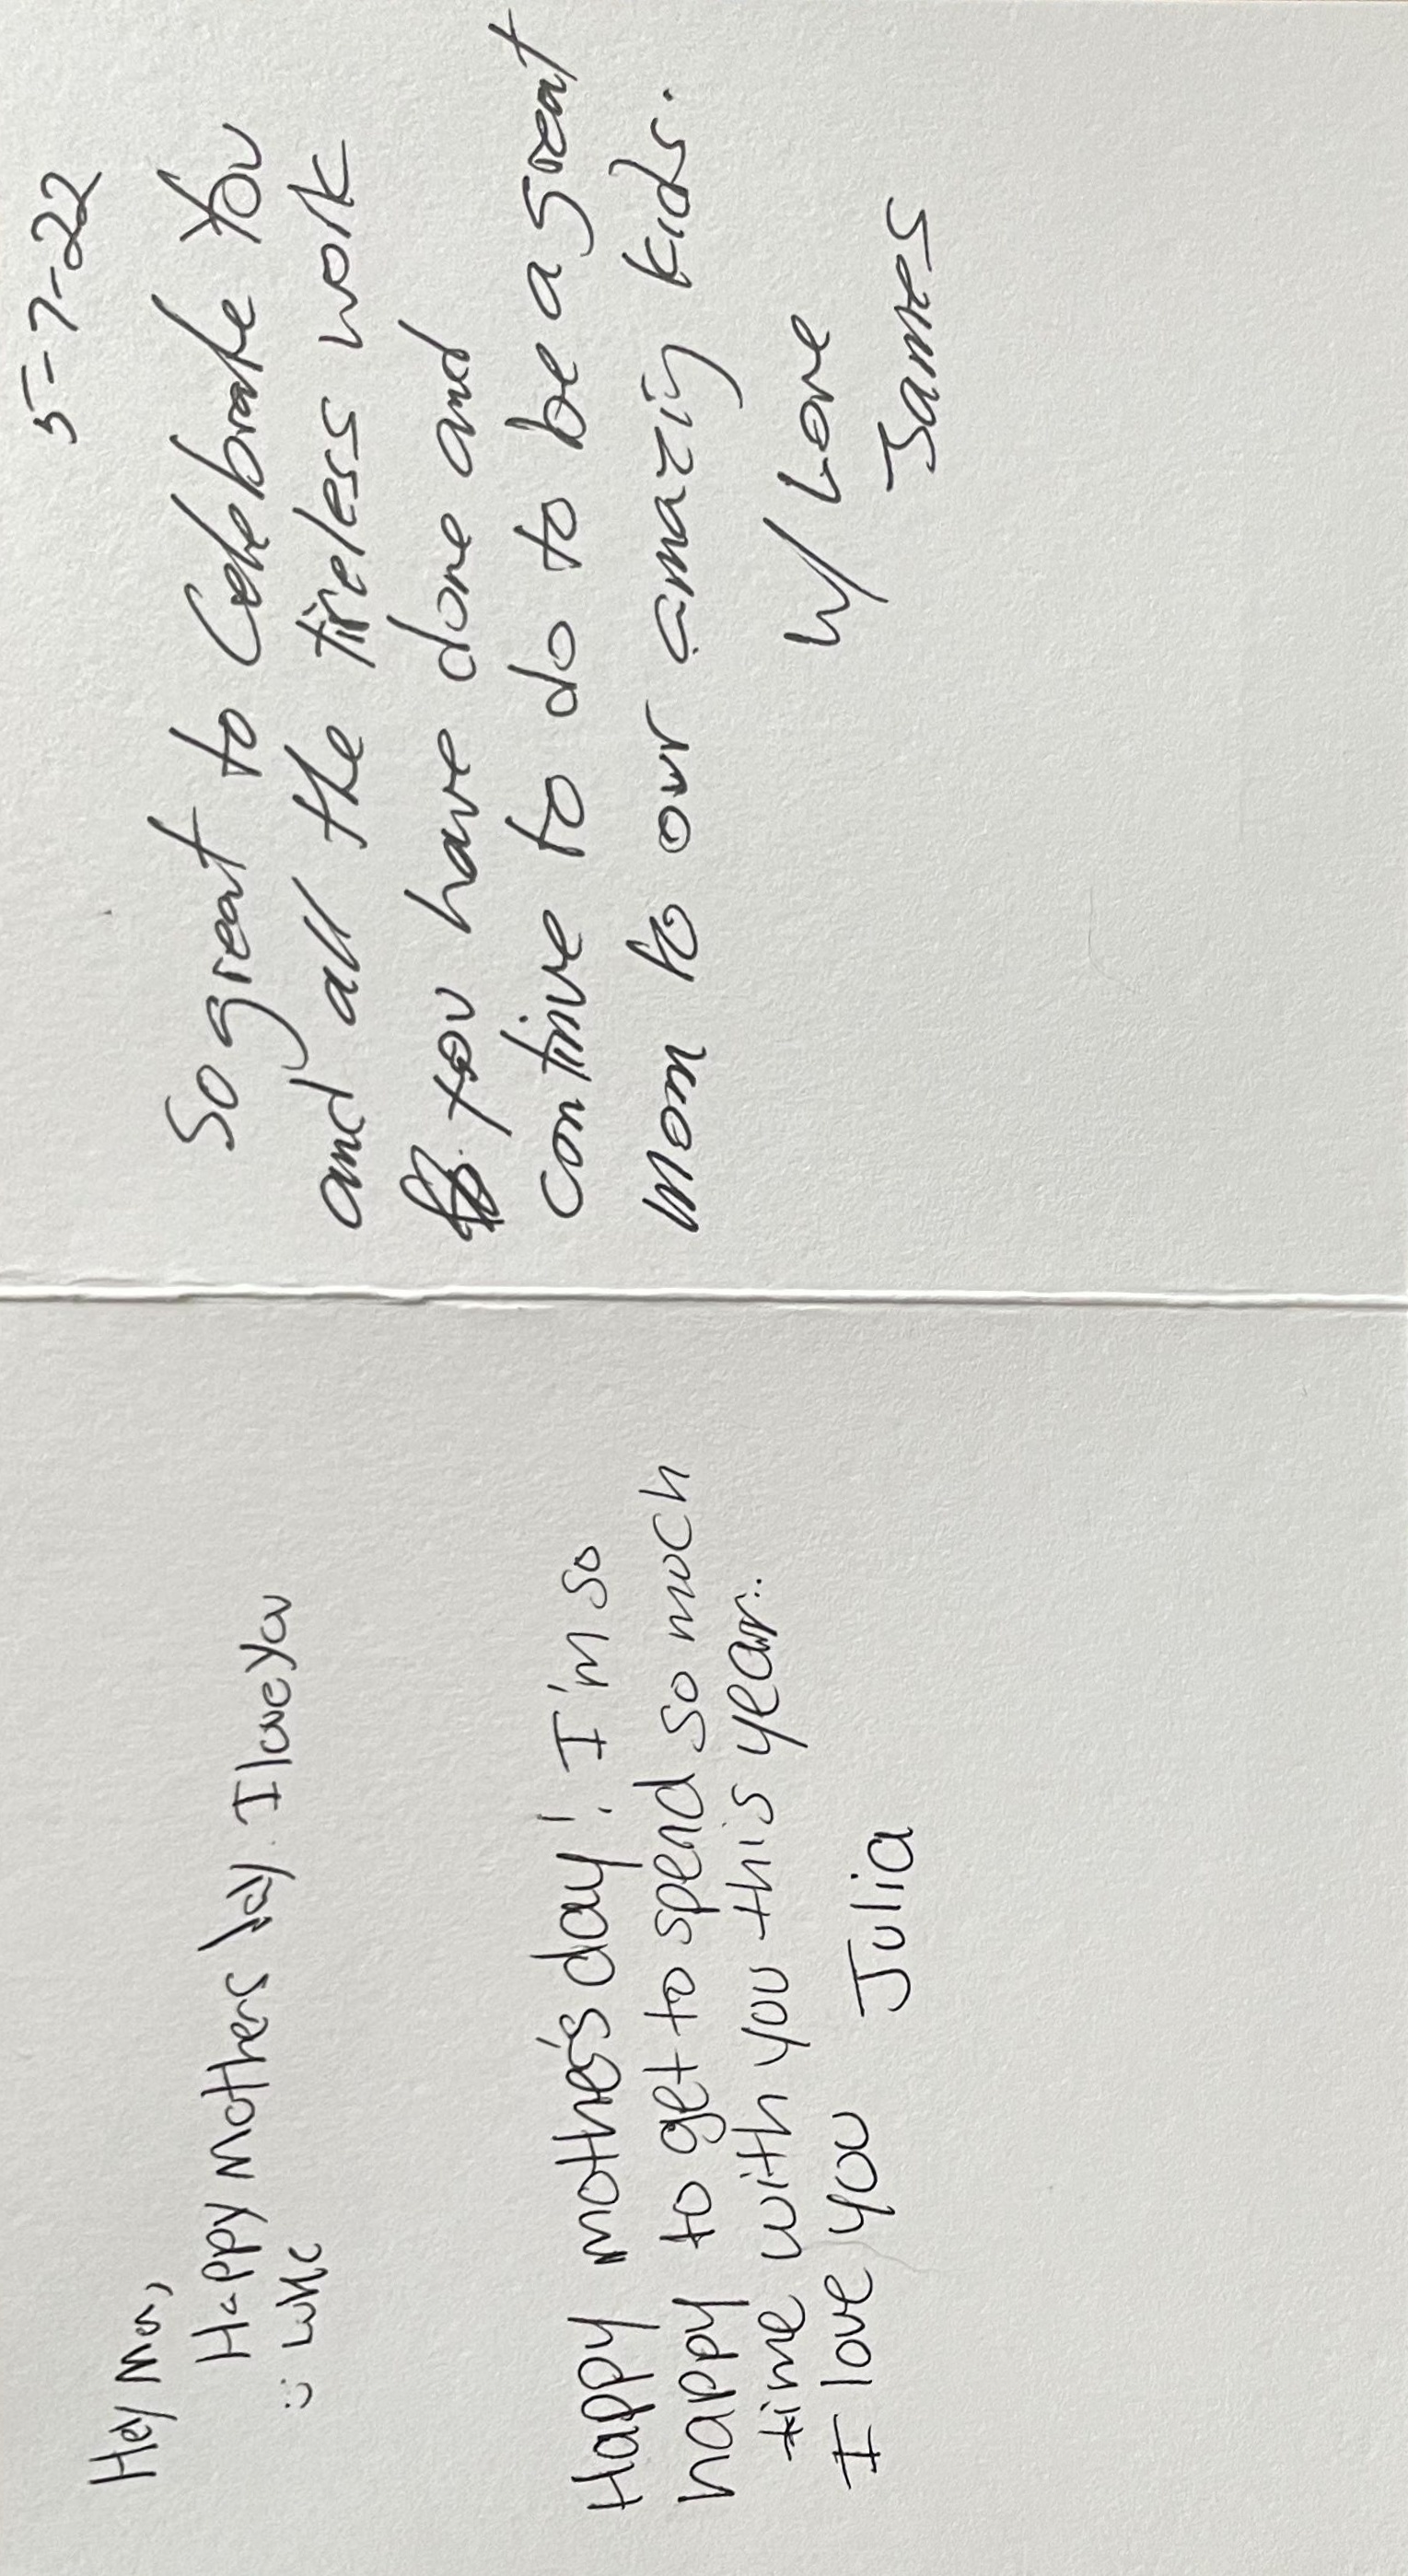 Hey Mom,
Happy mothers day. I love you
:)
Happy mother's day! I'm so
happy to get to spend so much
time with you this year.
I love you Julia
5-7-22
So great to Celebrate You
and all the tireless work
you have done and
continue to do to be a great
mom to our amazing kids.
w/ Love
James